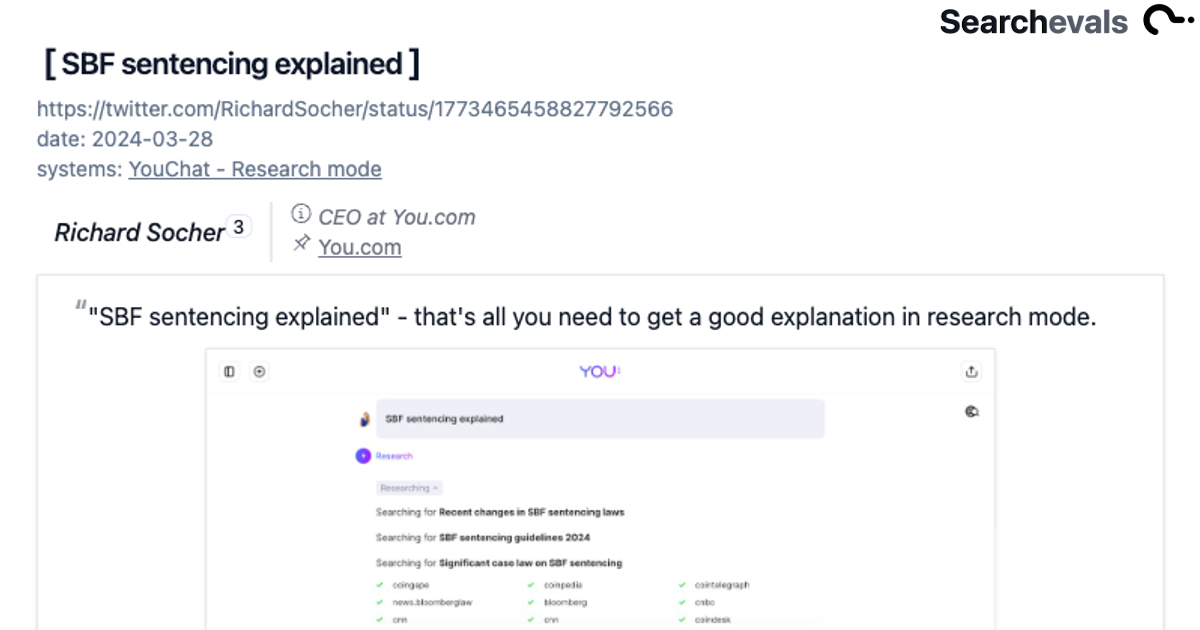 Searchevals
[ SBF sentencing explained ]
https://twitter.com/RichardSocher/status/1773465458827792566
date: 2024-03-28
systems: YouChat - Research mode
Richard Socher 3
CEO at You.com
You.com
“"SBF sentencing explained" - that's all you need to get a good explanation in research mode.
YOU:
SBF sentencing explained
Research
Researching ^
Searching for Recent changes in SBF sentencing laws
Searching for SBF sentencing guidelines 2024
Searching for Significant case law on SBF sentencing
coingape coinpedia cointelegraph
news.bloomberglaw bloomberg cnbc
cnn cnn coindesk